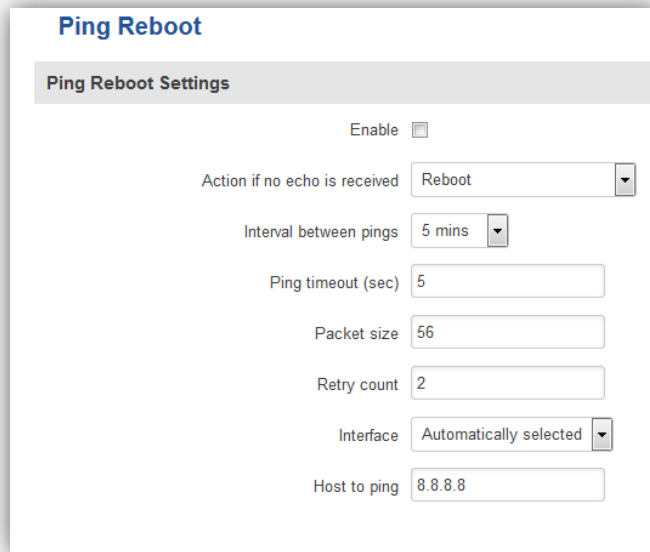 Ping Reboot
Ping Reboot Settings
Enable
Action if no echo is received Reboot
Interval between pings 5 mins
Ping timeout (sec) 5
Packet size 56
Retry count 2
Interface Automatically selected
Host to ping 8.8.8.8